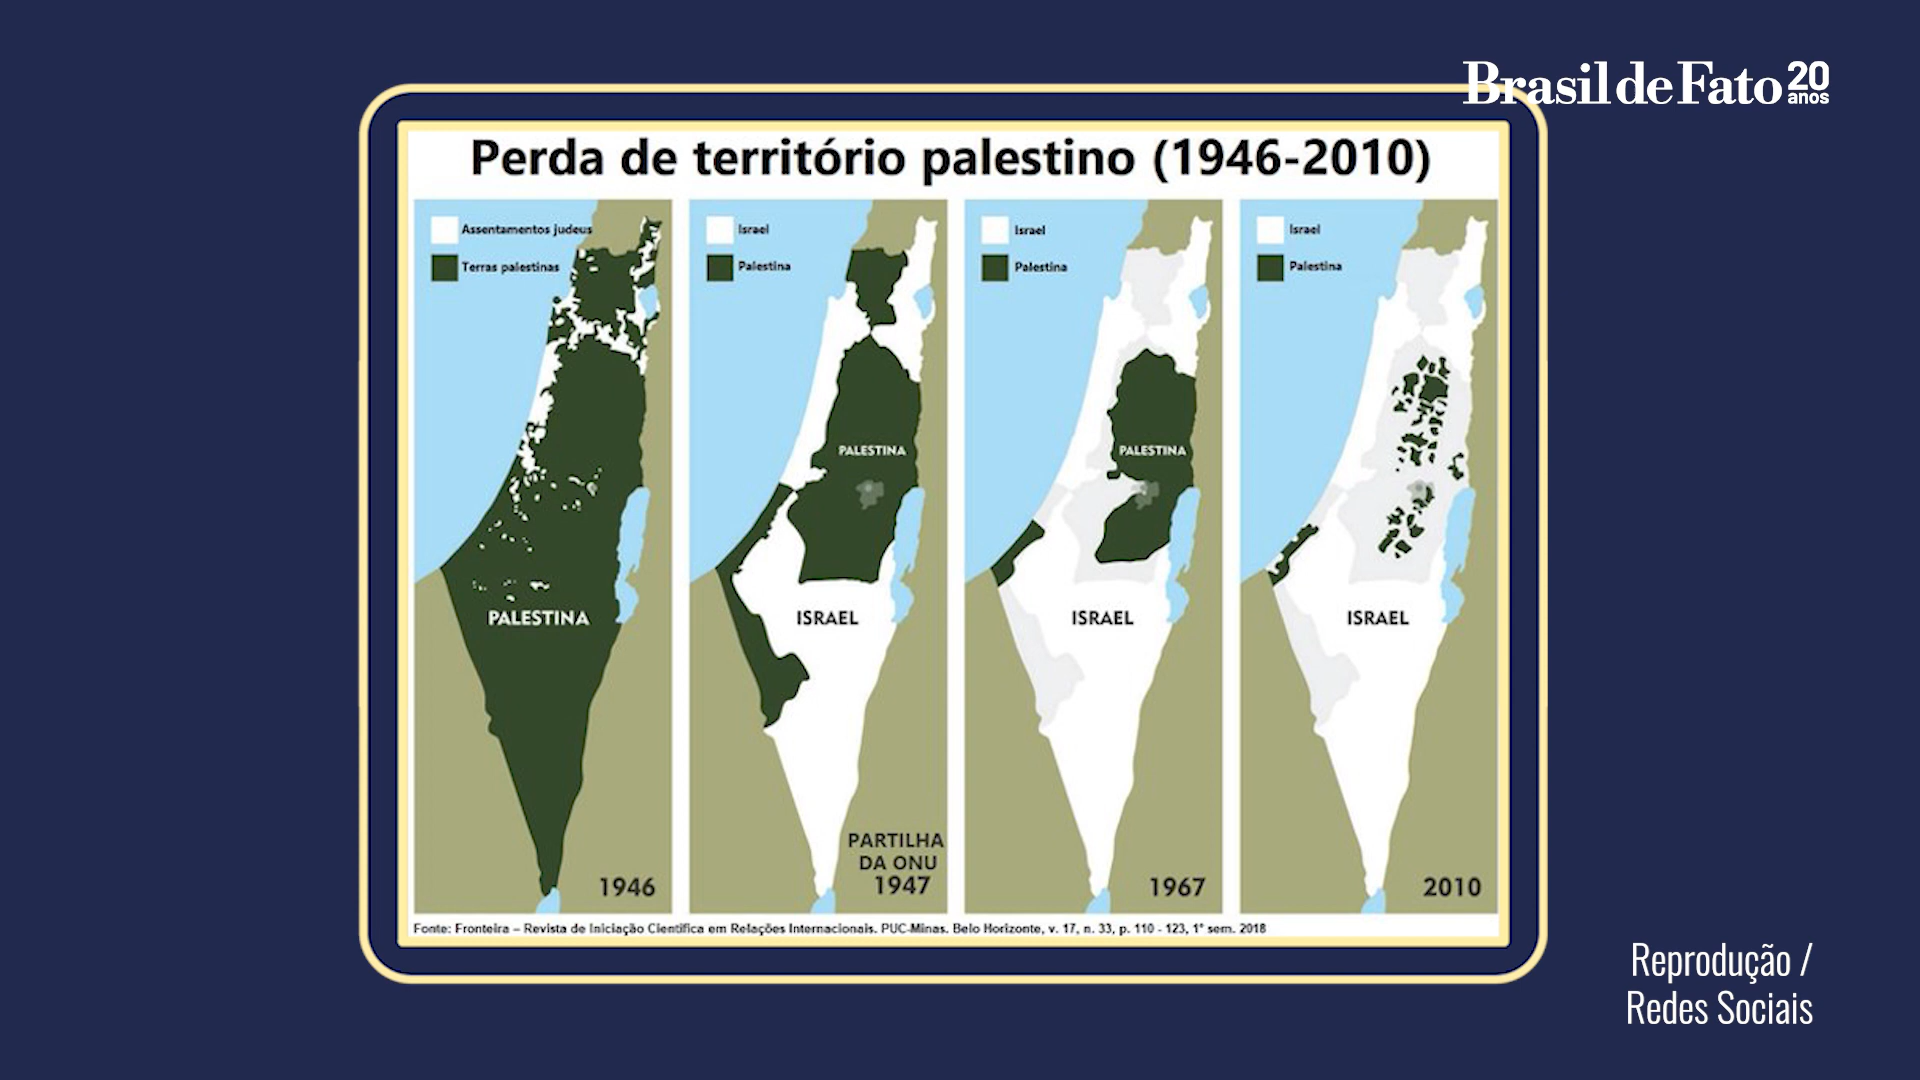 Brasil de Fato 20 anos
Perda de território palestino (1946-2010)
Assentamentos judeus
Terras palestinas
PALESTINA
1946
Israel
Palestina
PALESTINA
ISRAEL
PARTILHA
DA ONU
1947
Israel
Palestina
PALESTINA
ISRAEL
1967
Israel
Palestina
ISRAEL
2010
Fonte: Fronteira – Revista de Iniciação Científica em Relações Internacionais. PUC-Minas. Belo Horizonte, v. 17, n. 33, p. 110 - 123, 1º sem. 2018
Reprodução /
Redes Sociais